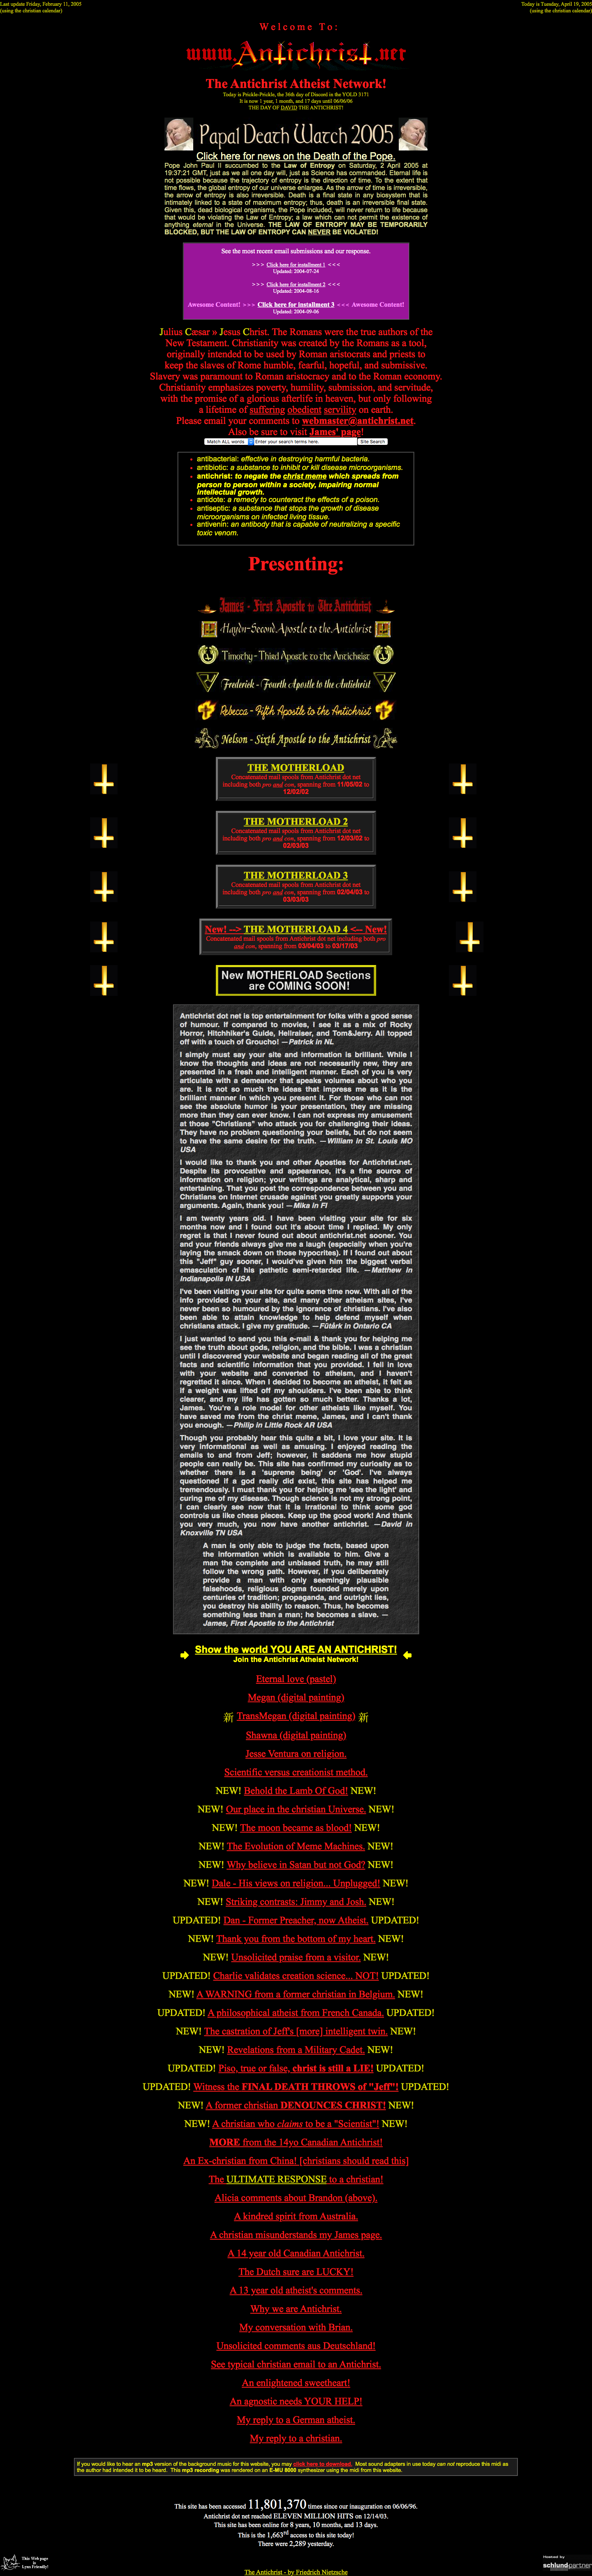 Last update Friday, February 11, 2005
(using the christian calendar)
Today is Tuesday, April 19, 2005
(using the christian calendar)
Welcome To:
www.Antichrist.net
The Antichrist Atheist Network!
Today is Prickle-Prickle, the 36th day of Discord in the YOLD 3171
It is now 1 year, 1 month, and 17 days until 06/06/06
THE DAY OF DAVID THE ANTICHRIST!
Papal Death Watch 2005
Click here for news on the Death of the Pope.
Pope John Paul II succumbed to the Law of Entropy on Saturday, 2 April 2005 at
19:37:21 GMT, just as we all one day will, just as Science has commanded. Eternal life is
not possible because the trajectory of entropy is the direction of time. To the extent that
time flows, the global entropy of our universe enlarges. As the arrow of time is irreversible,
the arrow of entropy is also irreversible. Death is a final state in any biosystem that is
intimately linked to a state of maximum entropy; thus, death is an irreversible final state.
Given this, dead biological organisms, the Pope included, will never return to life because
that would be violating the Law of Entropy; a law which can not permit the existence of
anything eternal in the Universe. THE LAW OF ENTROPY MAY BE TEMPORARILY
BLOCKED, BUT THE LAW OF ENTROPY CAN NEVER BE VIOLATED!
See the most recent email submissions and our response.
>>> Click here for installment 1 <<<
Updated: 2004-07-24
>>> Click here for installment 2 <<<
Updated: 2004-08-16
Awesome Content! >>> Click here for installment 3 <<< Awesome Content!
Updated: 2004-09-06
Julius Cæsar » Jesus Christ. The Romans were the true authors of the
New Testament. Christianity was created by the Romans as a tool,
originally intended to be used by Roman aristocrats and priests to
keep the slaves of Rome humble, fearful, hopeful, and submissive.
Slavery was paramount to Roman aristocracy and to the Roman economy.
Christianity emphasizes poverty, humility, submission, and servitude,
with the promise of a glorious afterlife in heaven, but only following
a lifetime of suffering obedient servility on earth.
Please email your comments to webmaster@antichrist.net.
Also be sure to visit James' page!
Match ALL words Enter your search terms here. Site Search
• antibacterial: effective in destroying harmful bacteria.
• antibiotic: a substance to inhibit or kill disease microorganisms.
• antichrist: to negate the christ meme which spreads from
person to person within a society, impairing normal
intellectual growth.
• antidote: a remedy to counteract the effects of a poison.
• antiseptic: a substance that stops the growth of disease
microorganisms on infected living tissue.
• antivenin: an antibody that is capable of neutralizing a specific
toxic venom.
Presenting:
James - First Apostle to The Antichrist
Haydn-Second Apostle to the Antichrist
Timothy-Third Apostle to the Antichrist
Frederick - Fourth Apostle to the Antichrist
Rebecca - Fifth Apostle to the Antichrist
Nelson - Sixth Apostle to the Antichrist
THE MOTHERLOAD
Concatenated mail spools from Antichrist dot net
including both pro and con, spanning from 11/05/02 to
12/02/02
THE MOTHERLOAD 2
Concatenated mail spools from Antichrist dot net
including both pro and con, spanning from 12/03/02 to
02/03/03
THE MOTHERLOAD 3
Concatenated mail spools from Antichrist dot net
including both pro and con, spanning from 02/04/03 to
03/03/03
New! --> THE MOTHERLOAD 4 <-- New!
Concatenated mail spools from Antichrist dot net including both pro
and con, spanning from 03/04/03 to 03/17/03
New MOTHERLOAD Sections
are COMING SOON!
Antichrist dot net is top entertainment for folks with a good sense
of humour. If compared to movies, I see it as a mix of Rocky
Horror, Hitchhiker's Guide, Hellraiser, and Tom&Jerry. All topped
off with a touch of Groucho! —Patrick in NL
I simply must say your site and information is brilliant. While I
know the thoughts and ideas are not necessarily new, they are
presented in a fresh and intelligent manner. Each of you is very
articulate with a demeanor that speaks volumes about who you
are. It is not so much the ideas that impress me as is the
brilliant manner in which you present it. For those who can not
see the absolute humor is your presentation, they are missing
more than they can ever know. I can not express my amusement
at those "Christians" who attack you for challenging their ideas.
They have no problem questioning your beliefs, but do not seem
to have the same desire for the truth. —William in St. Louis MO
USA
I would like to thank you and other Apostles for Antichrist.net.
Despite its provocative and appearance, it's a fine source of
information on religion; your writings are analytical, sharp and
entertaining. That you post the correspondence between you and
Christians on Internet crusade against you greatly supports your
arguments. Again, thank you! —Mika in FI
I am twenty years old. I have been visiting your site for six
months now and I found out it's about time I replied. My only
regret is that I never found out about antichrist.net sooner. You
and your friends always give me a laugh (especially when you're
laying the smack down on those hypocrites). If I found out about
this "Jeff" guy sooner, I would've given him the biggest verbal
emasculation of his pathetic self-retarded life. —Matthew in
Indianapolis IN USA
I've been visiting your site for quite some time now. With all of the
info provided on your site, and many other atheism sites, I've
never been so humoured by the ignorance of christians. I've also
been able to attain knowledge to help defend myself when
christians attack. I give my gratitude. —Fŭtårk in Ontario CA
I just wanted to send you this e-mail & thank you for helping me
see the truth about gods, religion, and the bible. I was a christian
until I discovered your website and began reading all of the great
facts and scientific information that you provided. I fell in love
with your website instantly, and it's because of you, that I was
deconverted. When I decided to become an atheist, it felt as
if a weight was lifted off my shoulders. I've been able to think
clearer, and my life has gotten so much better. Thanks a lot,
James. You're a role model for other atheists like myself. You
have saved me from the christ meme, James, and I can't thank
you enough. —Philip in Little Rock AR USA
Though you probably hear this quite a bit, I love your site. It is
very informational as well as amusing. I enjoyed reading the
emails to and from Jeff; however, it saddens me how stupid
people can really be. This site has confirmed my curiosity as to
whether there is a 'supreme being' or 'God'. I've always
questioned as to if he/she existed, this site has helped me
tremendously. I must thank you for helping me 'see the light' and
curing me of my disease. Though science is not my strong point,
I can clearly see now that it is irrational to think some god
controls us like chess pieces. Keep up the good work! And thank
you very much, you now have another antichrist. —David in
Knoxville TN USA
A man is only able to judge the facts, based upon
the information which is available to him. Give a
man the complete and unbiased truth, he may still
follow the wrong path. However, if you deliberately
provide a man with only seemingly plausible
falsehoods, religious memes founded merely upon
centuries of tradition; propaganda, and outright lies,
you destroy his ability to reason. Thus, he becomes
something less than a man; he becomes a slave. —
James, First Apostle to the Antichrist
Show the world YOU ARE AN ANTICHRIST!
Join the Antichrist Atheist Network!
Eternal love (pastel)
Megan (digital painting)
新 TransMegan (digital painting) 新
Shawna (digital painting)
Jesse Ventura on religion.
Scientific versus creationist method.
NEW! Behold the Lamb Of God! NEW!
NEW! Our place in the christian Universe. NEW!
NEW! The moon became as blood! NEW!
NEW! The Evolution of Meme Machines. NEW!
NEW! Why believe in Satan but not God? NEW!
NEW! Dale - His views on religion... Unplugged! NEW!
NEW! Striking contrasts: Jimmy and Josh. NEW!
UPDATED! Dan - Former Preacher, now Atheist. UPDATED!
NEW! Thank you from the bottom of my heart. NEW!
NEW! Unsolicited praise from a visitor. NEW!
UPDATED! Charlie validates creation science... NOT! UPDATED!
NEW! A WARNING from a former christian in Belgium. NEW!
UPDATED! A philosophical atheist from French Canada. UPDATED!
NEW! The castration of Jeff's [more] intelligent twin. NEW!
NEW! Revelations from a Military Cadet. NEW!
UPDATED! Piso, true or false, christ is still a LIE! UPDATED!
UPDATED! Witness the FINAL DEATH THROWS of "Jeff"! UPDATED!
NEW! A former christian DENOUNCES CHRIST! NEW!
NEW! A christian who claims to be a "Scientist"! NEW!
MORE from the 14yo Canadian Antichrist!
An Ex-christian from China! [christians should read this]
The ULTIMATE RESPONSE to a christian!
Alicia comments about Brandon (above).
A kindred spirit from Australia.
A christian misunderstands my James page.
A 14 year old Canadian Antichrist.
The Dutch sure are LUCKY!
A 13 year old atheist's comments.
Why we are Antichrist.
My conversation with Brian.
Unsolicited comments aus Deutschland!
See typical christian email to an Antichrist.
An enlightened sweetheart!
An agnostic needs YOUR HELP!
My reply to a German atheist.
My reply to a christian.
If you would like to hear an mp3 version of the background music for this website, you may click here to download. Most sound adapters in use today can not reproduce this midi as
the author had intended it to be heard. This mp3 recording was rendered on an E-MU 8000 synthesizer using the midi from this website.
This site has been accessed 11,801,370 times since our inauguration on 06/06/96.
Antichrist dot net reached ELEVEN MILLION HITS on 12/14/03.
This site has been online for 8 years, 10 months, and 13 days.
This is the 1,663rd access to this site today!
There were 2,289 yesterday.
This Web page
is
Lynx Friendly!
Hosted by
schlundpartner
The Antichrist - by Friedrich Nietzsche